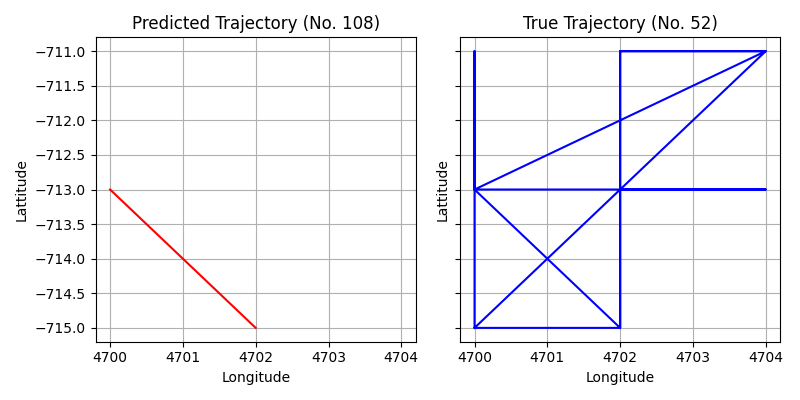 Predicted Trajectory (No. 108)
True Trajectory (No. 52)
Lattitude
−711.0
−711.5
−712.0
−712.5
−713.0
−713.5
−714.0
−714.5
−715.0
4700 4701 4702 4703 4704
Longitude
Lattitude
4700 4701 4702 4703 4704
Longitude